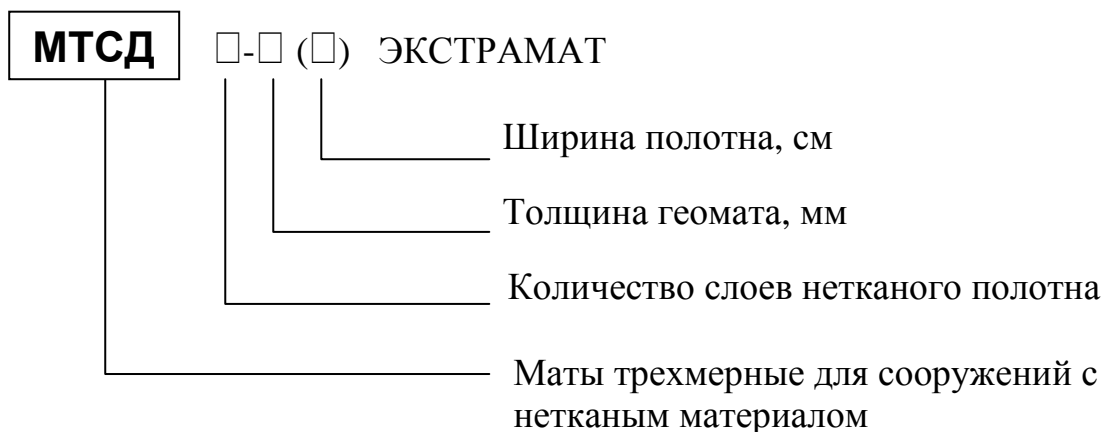 МТСД □-□ (□) ЭКСТРАМАТ
Ширина полотна, см
Толщина геомата, мм
Количество слоев нетканого полотна
Маты трехмерные для сооружений с
нетканым материалом